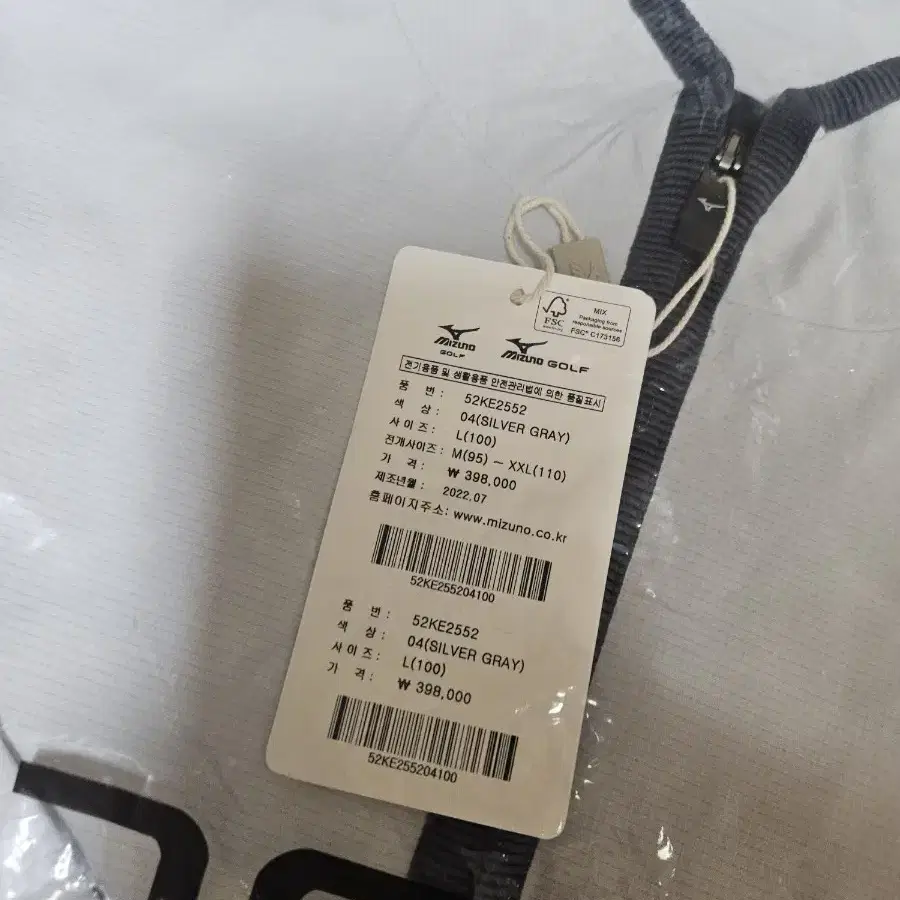 MIX
Packaging from
responsible sources
FSC® C173156
FSC
MIZUNO
GOLF
MIZUNO GOLF
전기용품 및 생활용품 안전관리법에 의한 품질표시
품 번 : 52KE2552
색 상 : 04(SILVER GRAY)
사 이 즈 : L(100)
전개사이즈 : M(95) - XXL(110)
가 격 : ₩ 398,000
제조년월 : 2022.07
홈페이지주소: www.mizuno.co.kr
52KE255204100
품 번 : 52KE2552
색 상 : 04(SILVER GRAY)
사 이 즈 : L(100)
가 격 : ₩ 398,000
52KE255204100